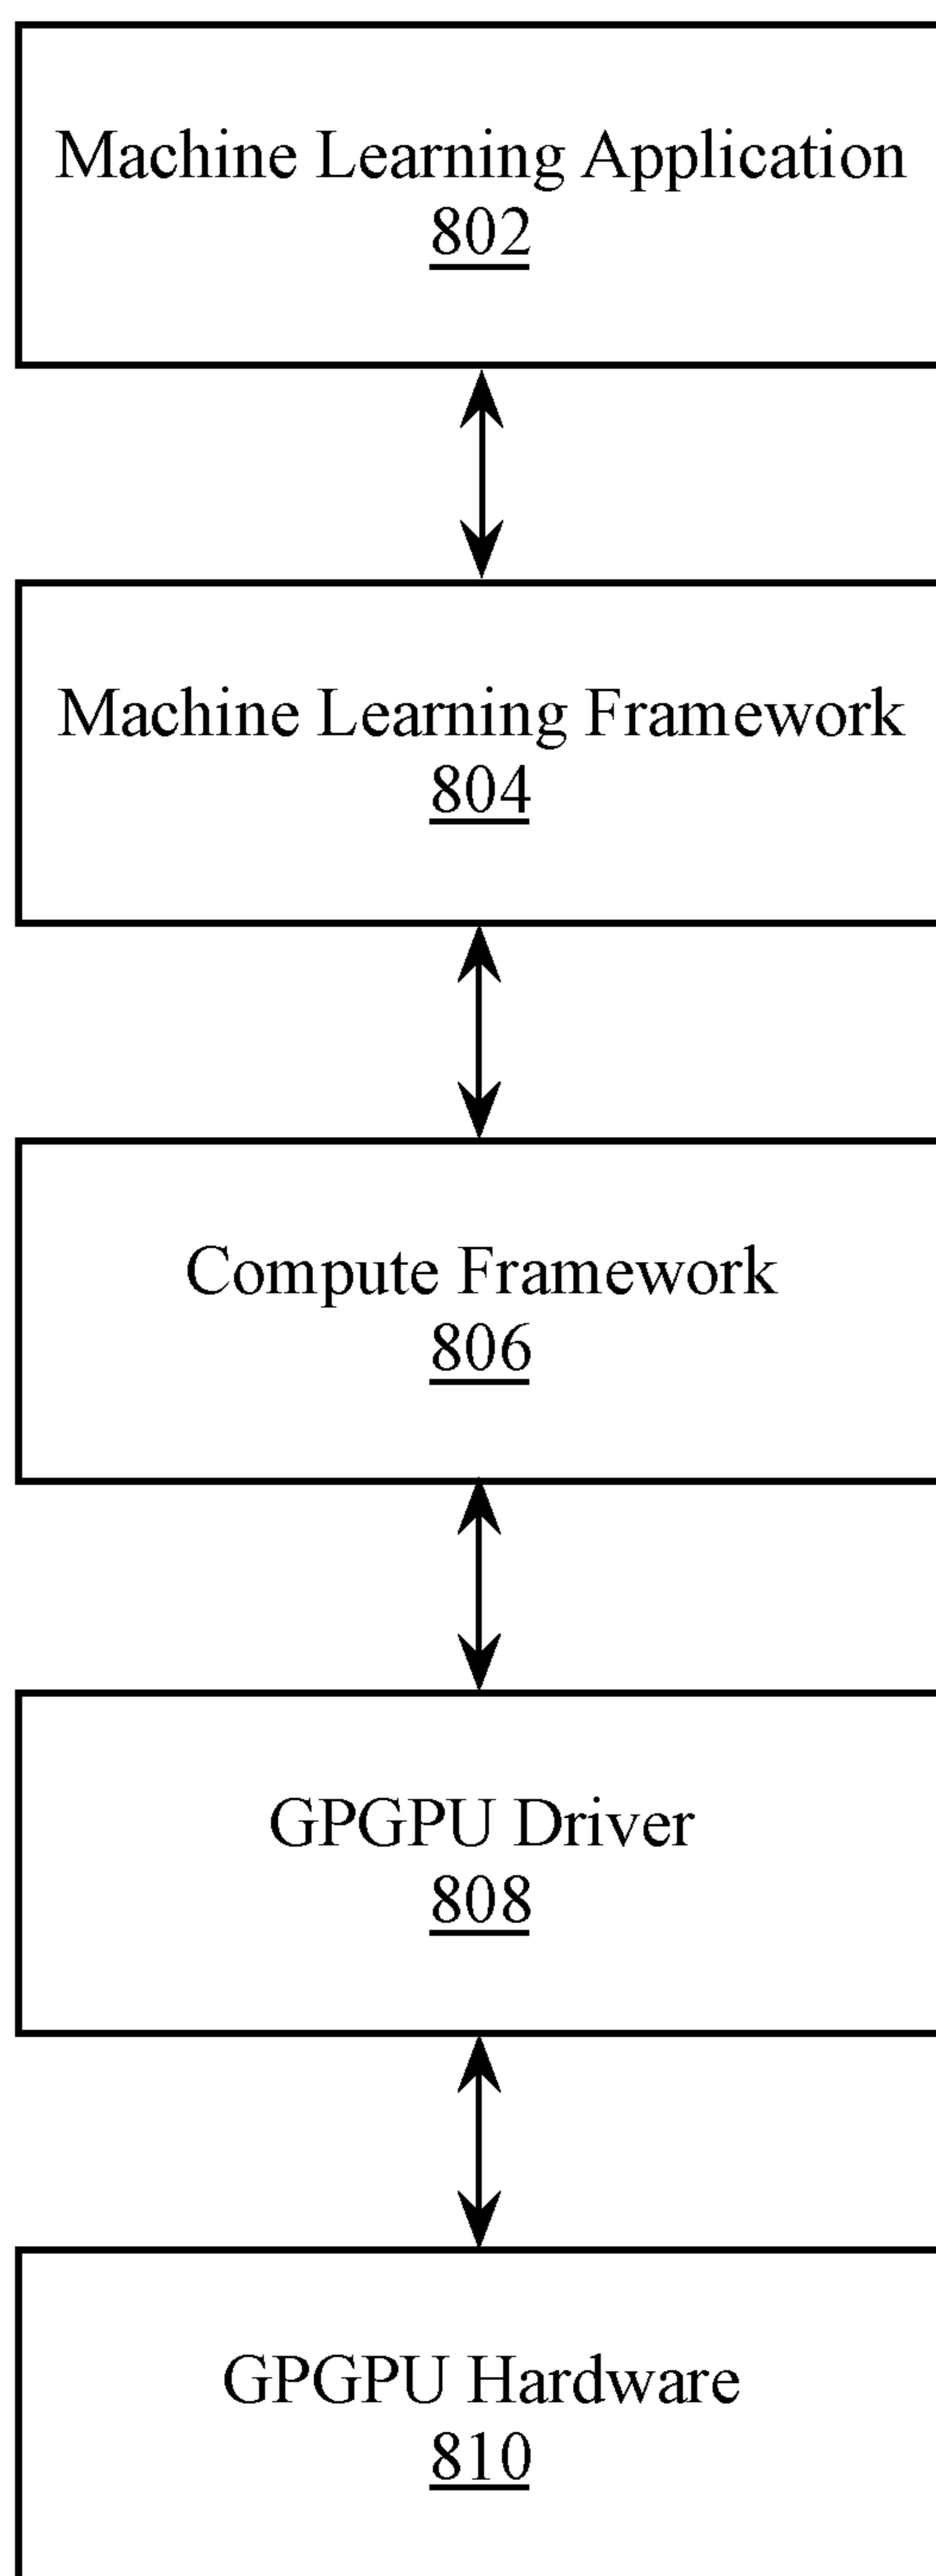 Machine Learning Application
802
Machine Learning Framework
804
Compute Framework
806
GPGPU Driver
808
GPGPU Hardware
810